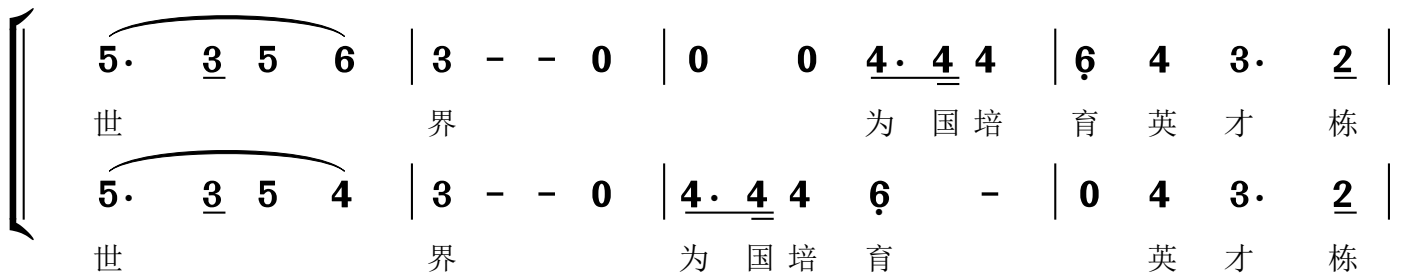 5· 3 5 6 | 3 - - 0 | 0 0 4· 4 4 | 6 4 3· 2 |
世 界 为 国 培 育 英 才 栋
5· 3 5 4 | 3 - - 0 | 4· 4 4 6 - | 0 4 3· 2 |
世 界 为 国 培 育 英 才 栋